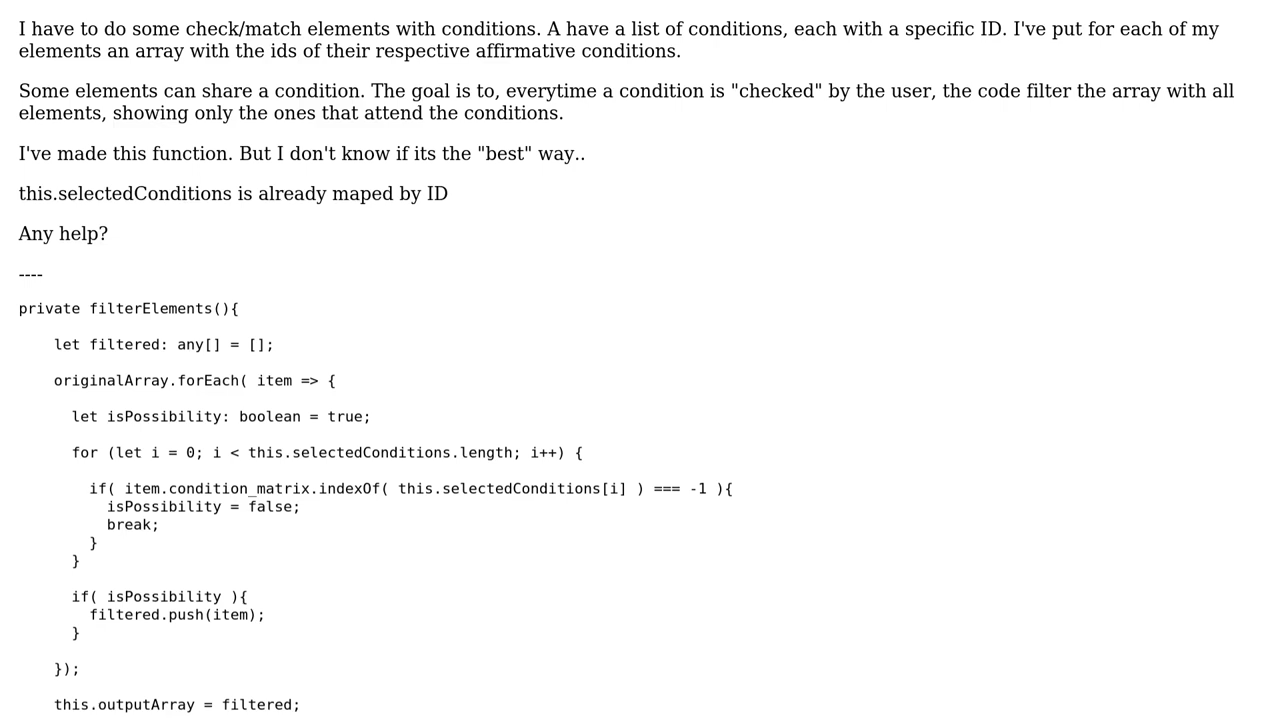 I have to do some check/match elements with conditions. A have a list of conditions, each with a specific ID. I've put for each of my
elements an array with the ids of their respective affirmative conditions.
Some elements can share a condition. The goal is to, everytime a condition is "checked" by the user, the code filter the array with all
elements, showing only the ones that attend the conditions.
I've made this function. But I don't know if its the "best" way..
this.selectedConditions is already maped by ID
Any help?
----
private filterElements(){
    let filtered: any[] = [];
    originalArray.forEach( item => {
      let isPossibility: boolean = true;
      for (let i = 0; i < this.selectedConditions.length; i++) {
        if( item.condition_matrix.indexOf( this.selectedConditions[i] ) === -1 ){
          isPossibility = false;
          break;
        }
      }
      if( isPossibility ){
        filtered.push(item);
      }
    });
    this.outputArray = filtered;